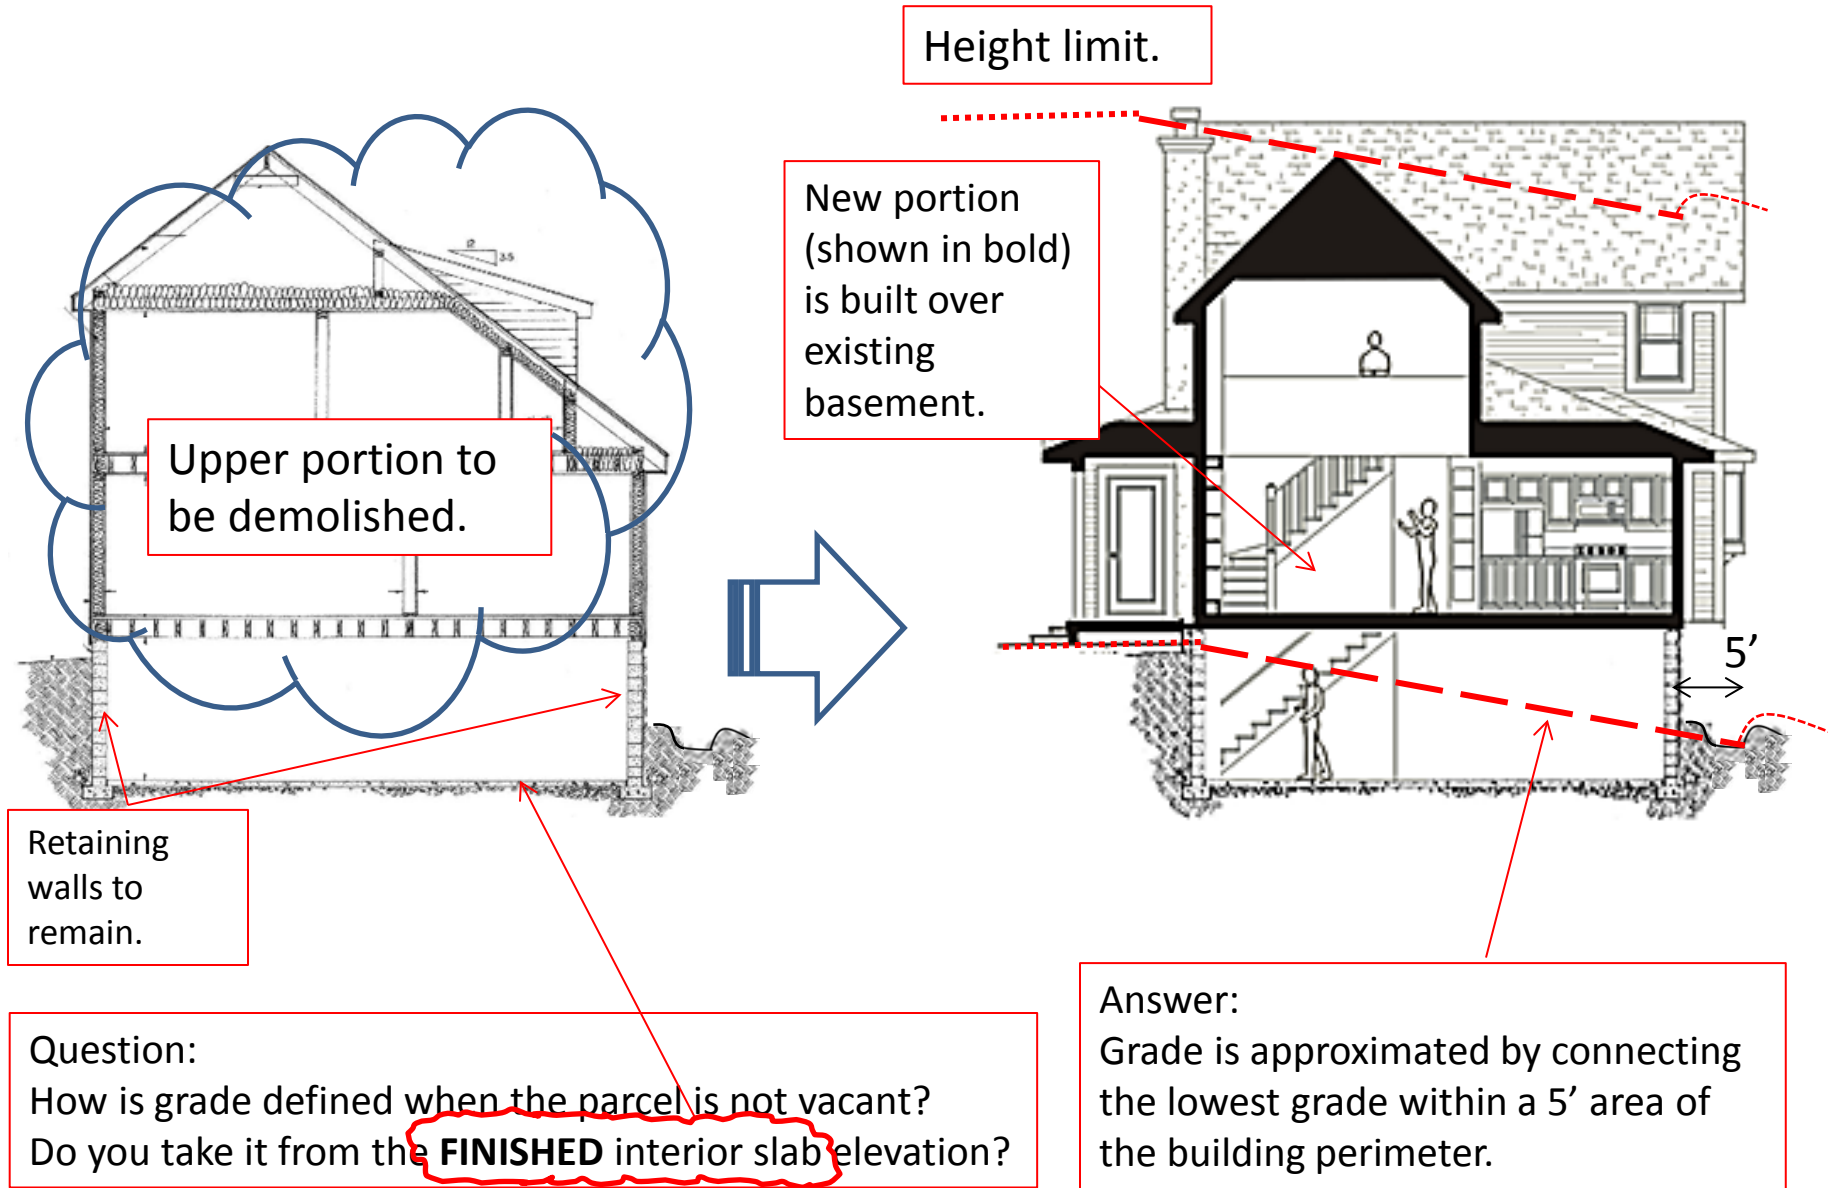 Height limit.
New portion
(shown in bold)
is built over
existing
basement.
12
3.5
Upper portion to
be demolished.
5’
Retaining
walls to
remain.
Question:
How is grade defined when the parcel is not vacant?
Do you take it from the FINISHED interior slab elevation?
Answer:
Grade is approximated by connecting
the lowest grade within a 5’ area of
the building perimeter.